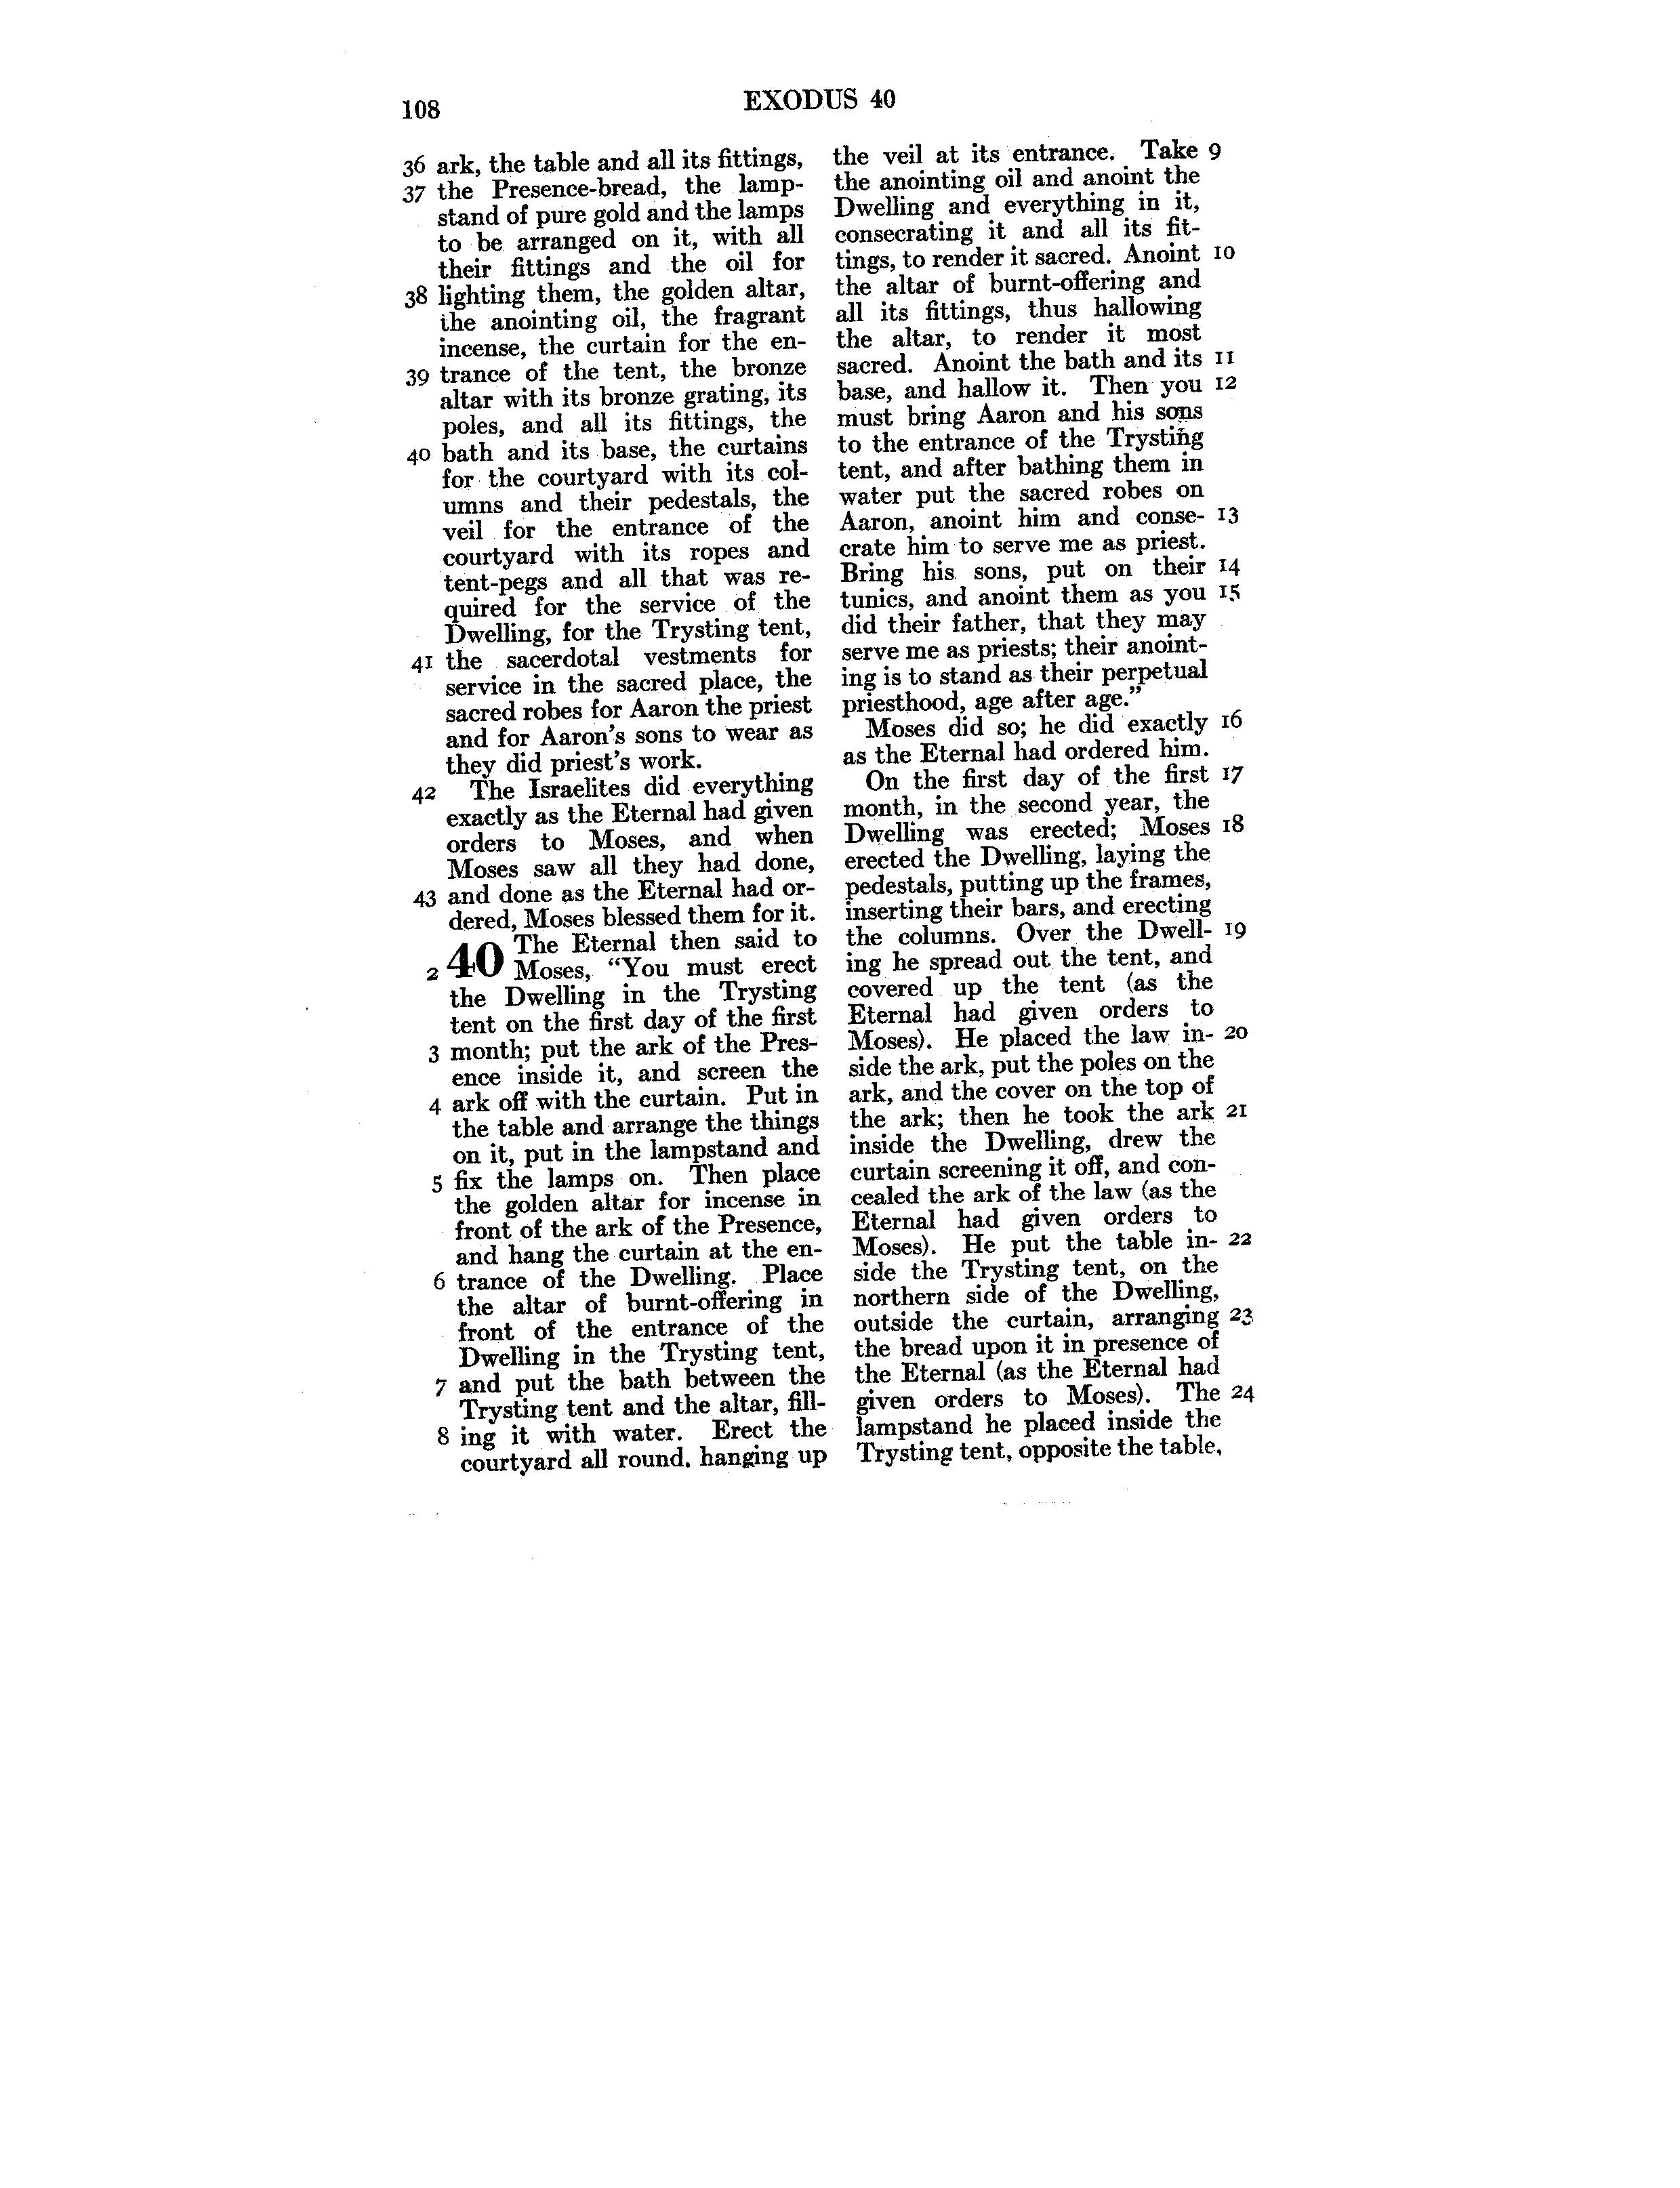 108
EXODUS 40
36 ark, the table and all its fittings,
37 the Presence-bread, the lamp-
stand of pure gold and the lamps
to be arranged on it, with all
their fittings and the oil for
38 lighting them, the golden altar,
the anointing oil, the fragrant
incense, the curtain for the en-
39 trance of the tent, the bronze
altar with its bronze grating, its
poles, and all its fittings, the
40 bath and its base, the curtains
for the courtyard with its col-
umns and their pedestals, the
veil for the entrance of the
courtyard with its ropes and
tent-pegs and all that was re-
quired for the service of the
Dwelling, for the Trysting tent,
41 the sacerdotal vestments for
service in the sacred place, the
sacred robes for Aaron the priest
and for Aaron's sons to wear as
they did priest's work.
42 The Israelites did everything
exactly as the Eternal had given
orders to Moses, and when
Moses saw all they had done,
43 and done as the Eternal had or-
dered, Moses blessed them for it.
40 The Eternal then said to
2 Moses, “You must erect
the Dwelling in the Trysting
tent on the first day of the first
3 month; put the ark of the Pres-
ence inside it, and screen the
4 ark off with the curtain. Put in
the table and arrange the things
on it, put in the lampstand and
5 fix the lamps on. Then place
the golden altar for incense in
front of the ark of the Presence,
and hang the curtain at the en-
6 trance of the Dwelling. Place
the altar of burnt-offering in
front of the entrance of the
Dwelling in the Trysting tent,
7 and put the bath between the
Trysting tent and the altar, fill-
8 ing it with water. Erect the
courtyard all round, hanging up
the veil at its entrance. Take 9
the anointing oil and anoint the
Dwelling and everything in it,
consecrating it and all its fit-
tings, to render it sacred. Anoint 10
the altar of burnt-offering and
all its fittings, thus hallowing
the altar, to render it most
sacred. Anoint the bath and its 11
base, and hallow it. Then you 12
must bring Aaron and his sons
to the entrance of the Trysting
tent, and after bathing them in
water put the sacred robes on
Aaron, anoint him and conse- 13
crate him to serve me as priest.
Bring his sons, put on their 14
tunics, and anoint them as you 15
did their father, that they may
serve me as priests; their anoint-
ing is to stand as their perpetual
priesthood, age after age.”
Moses did so; he did exactly 16
as the Eternal had ordered him.
On the first day of the first 17
month, in the second year, the
Dwelling was erected; Moses 18
erected the Dwelling, laying the
pedestals, putting up the frames,
inserting their bars, and erecting
the columns. Over the Dwell- 19
ing he spread out the tent, and
covered up the tent (as the
Eternal had given orders to
Moses). He placed the law in- 20
side the ark, put the poles on the
ark, and the cover on the top of
the ark; then he took the ark 21
inside the Dwelling, drew the
curtain screening it off, and con-
cealed the ark of the law (as the
Eternal had given orders to
Moses). He put the table in- 22
side the Trysting tent, on the
northern side of the Dwelling,
outside the curtain, arranging 23
the bread upon it in presence of
the Eternal (as the Eternal had
given orders to Moses). The 24
lampstand he placed inside the
Trysting tent, opposite the table,